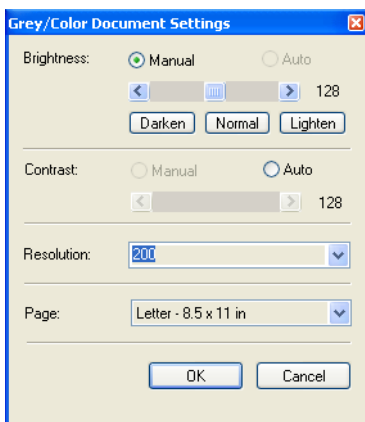 Grey/Color Document Settings
Brightness: Manual Auto
128
Darken Normal Lighten
Contrast: Manual Auto
128
Resolution: 200
Page: Letter - 8.5 x 11 in
OK Cancel